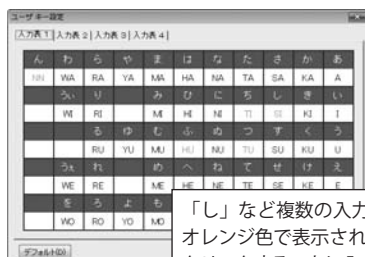 ユーザ キー設定
入力表 1 入力表 2 入力表 3 入力表 4
ん わ ら や ま は な た さ か あ
NN WA RA YA MA HA NA TA SA KA A
うぃ り み ひ に ち し き い
WI RI MI HI NI TI SI KI I
る ゆ む ふ ぬ つ す く う
RU YU MU HU NU TU SU KU U
うぇ れ め へ ね て せ け え
WE RE ME HE NE TE SE KE E
を ろ よ も
WO RO YO MO
「し」など複数の入力
オレンジ色で表示され
デフォルト(D)